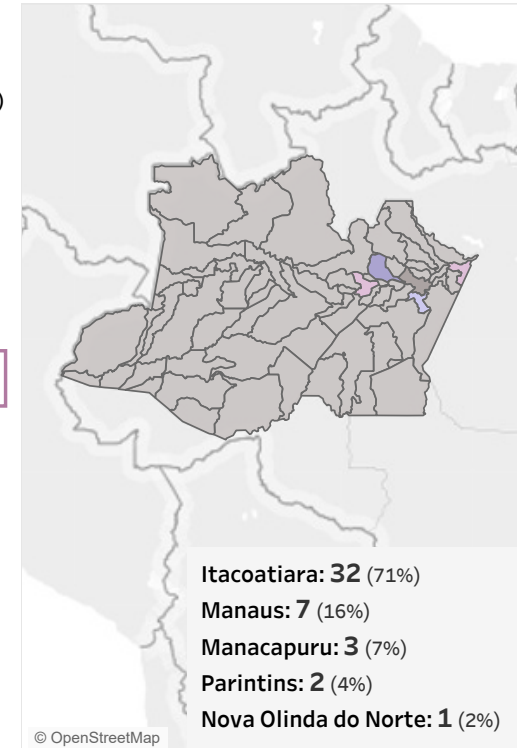 )
Itacoatiara: 32 (71%)
Manaus: 7 (16%)
Manacapuru: 3 (7%)
Parintins: 2 (4%)
Nova Olinda do Norte: 1 (2%)
© OpenStreetMap